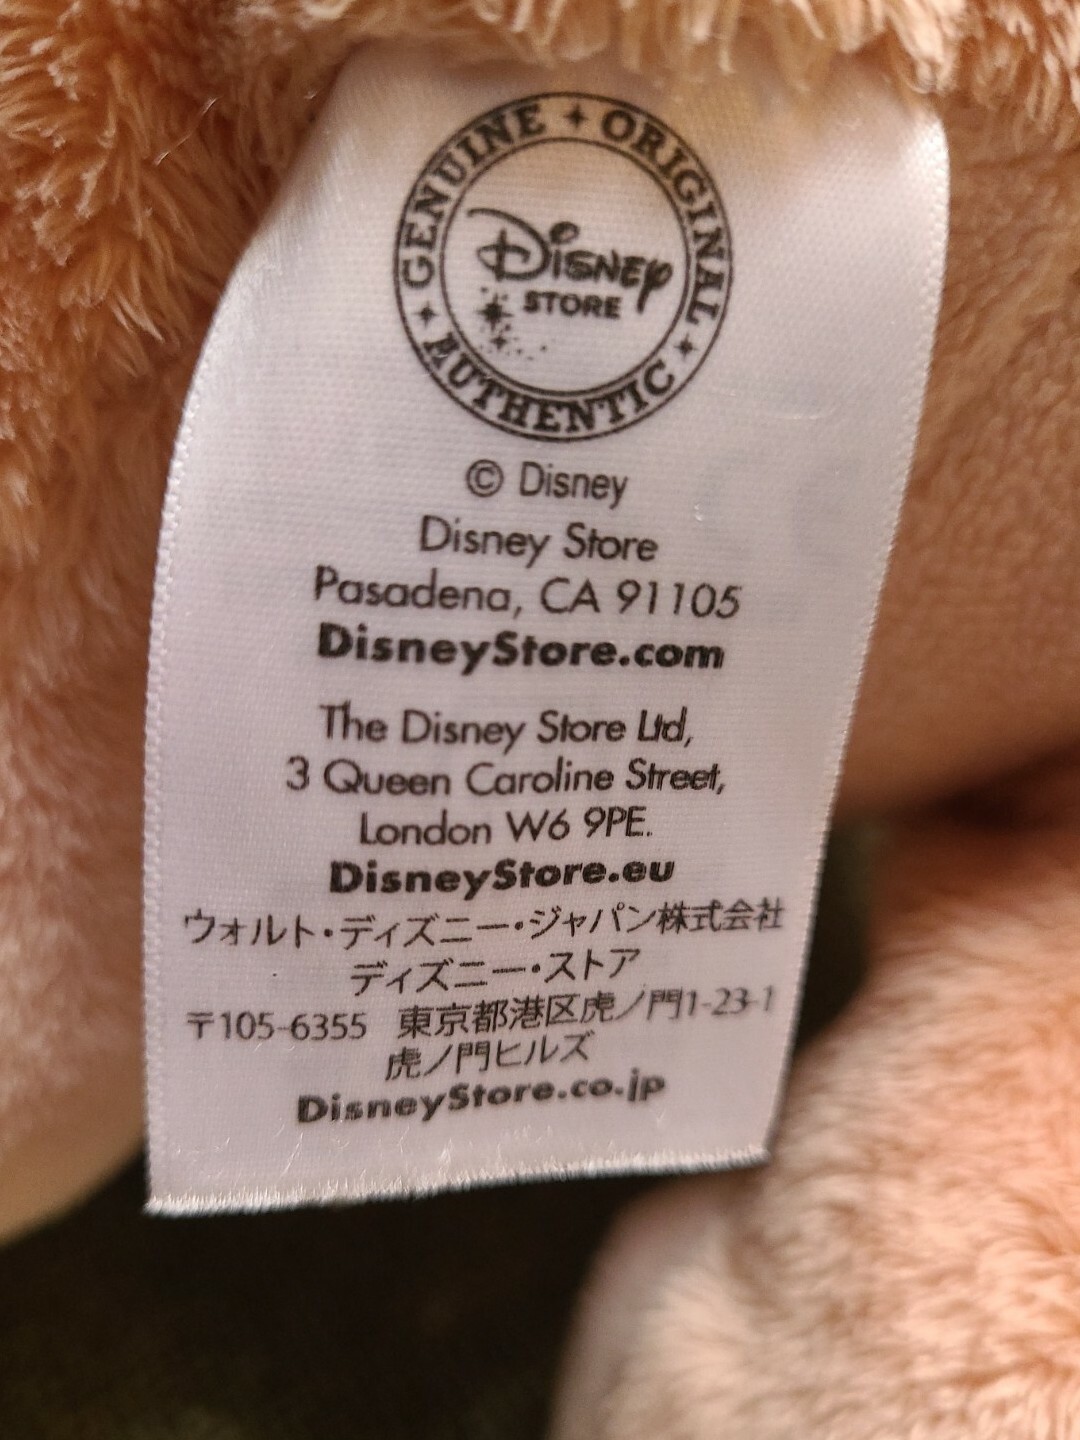 GENUINE ORIGINAL AUTHENTIC
Disney
STORE
© Disney
Disney Store
Pasadena, CA 91105
DisneyStore.com
The Disney Store Ltd,
3 Queen Caroline Street,
London W6 9PE.
DisneyStore.eu
ウォルト・ディズニー・ジャパン株式会社
ディズニー・ストア
〒105-6355 東京都港区虎ノ門1-23-1
虎ノ門ヒルズ
DisneyStore.co.jp